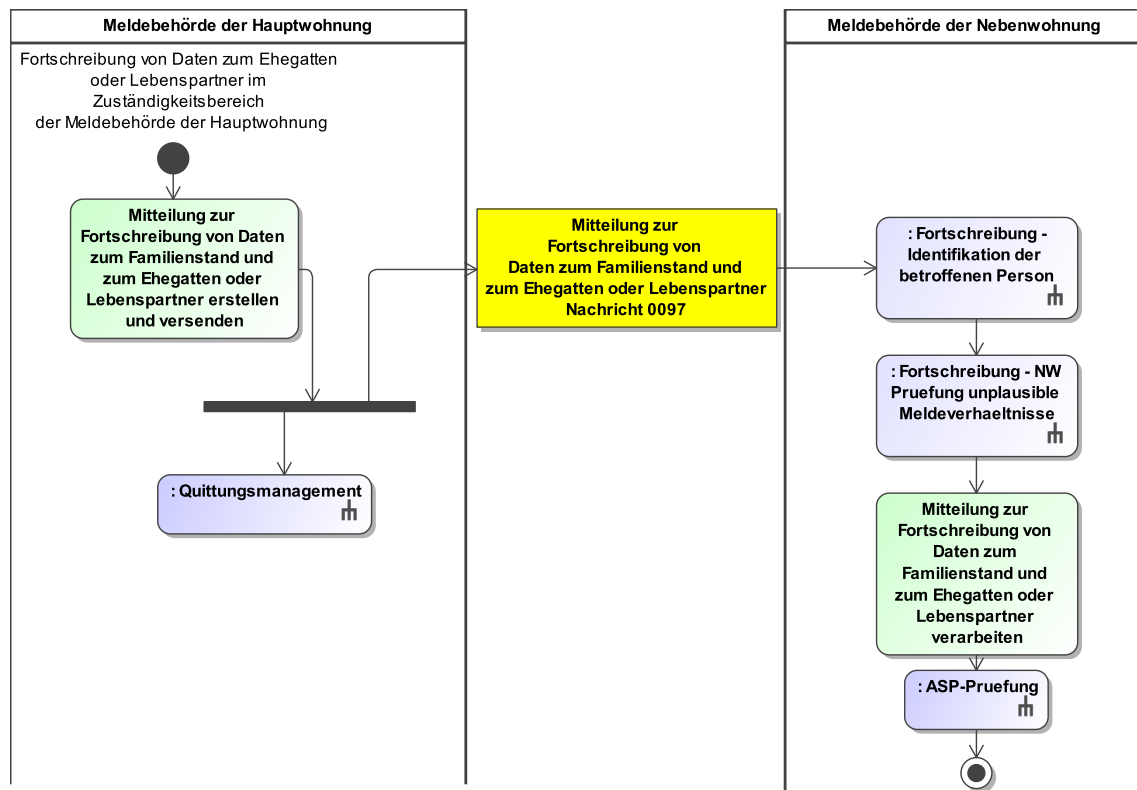 Meldebehörde der Hauptwohnung
Fortschreibung von Daten zum Ehegatten
oder Lebenspartner im
Zuständigkeitsbereich
der Meldebehörde der Hauptwohnung
Mitteilung zur
Fortschreibung von Daten
zum Familienstand und
zum Ehegatten oder
Lebenspartner erstellen
und versenden
: Quittungsmanagement
Mitteilung zur
Fortschreibung von
Daten zum Familienstand und
zum Ehegatten oder Lebenspartner
Nachricht 0097
Meldebehörde der Nebenwohnung
: Fortschreibung -
Identifikation der
betroffenen Person
: Fortschreibung - NW
Pruefung unplausible
Meldeverhaeltnisse
Mitteilung zur
Fortschreibung von
Daten zum
Familienstand und
zum Ehegatten oder
Lebenspartner
verarbeiten
: ASP-Pruefung